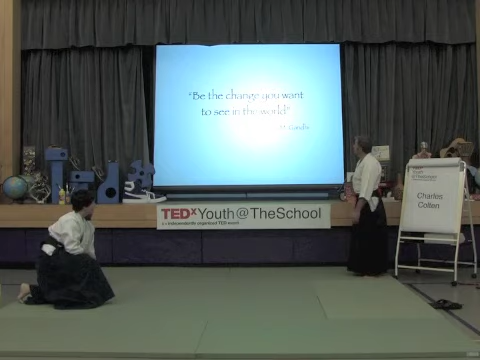 "Be the change you want
to see in the world"
M. Gandhi
TEDxYouth@TheSchool
x = independently organized TED event
Charles
Colten